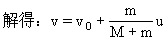 解得：v = v₀ + m/(M + m) u